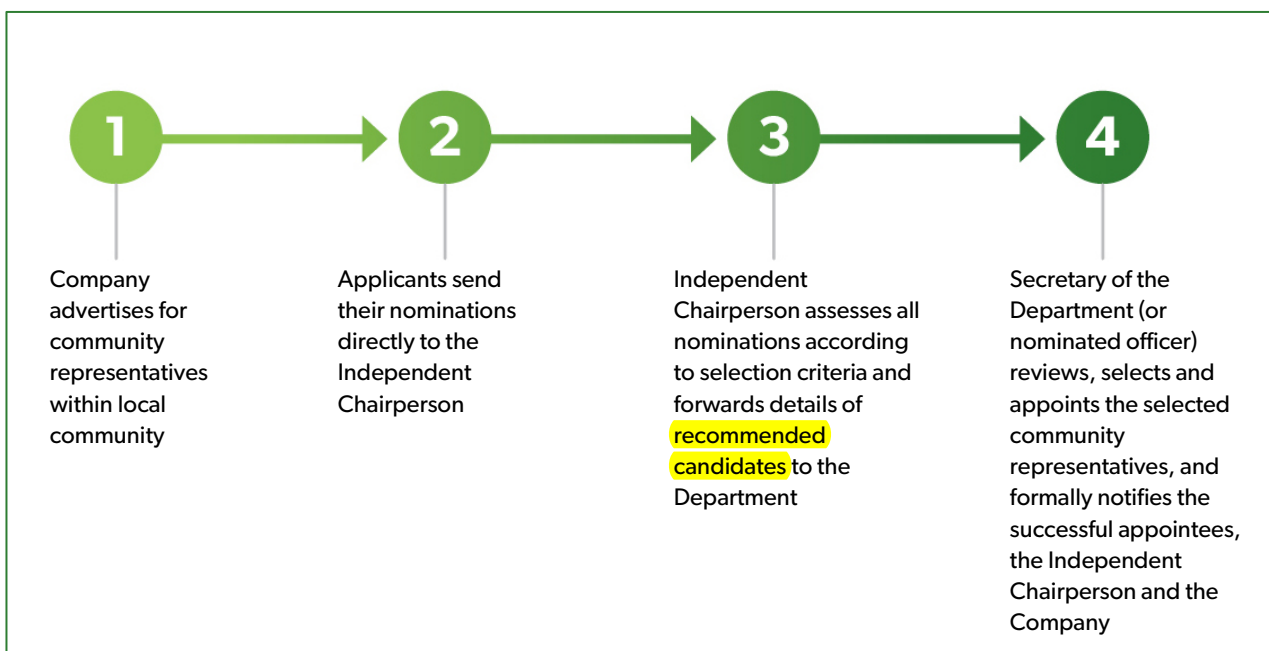 1
2
3
4
Company
advertises for
community
representatives
within local
community
Applicants send
their nominations
directly to the
Independent
Chairperson
Independent
Chairperson assesses all
nominations according
to selection criteria and
forwards details of
recommended
candidates to the
Department
Secretary of the
Department (or
nominated officer)
reviews, selects and
appoints the selected
community
representatives, and
formally notifies the
successful appointees,
the Independent
Chairperson and the
Company